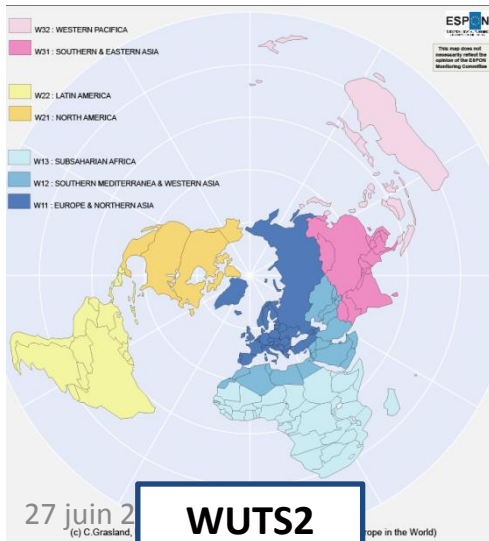 W32 : WESTERN PACIFICA
W31 : SOUTHERN & EASTERN ASIA
W22 : LATIN AMERICA
W21 : NORTH AMERICA
W13 : SUBSAHARIAN AFRICA
W12 : SOUTHERN MEDITERRANEA & WESTERN ASIA
W11 : EUROPE & NORTHERN ASIA
ESPON
This map does not
necessarily reflect the
opinion of the ESPON
Monitoring Committee
27 juin 2
WUTS2
(c) C.Grasland, rope in the World)